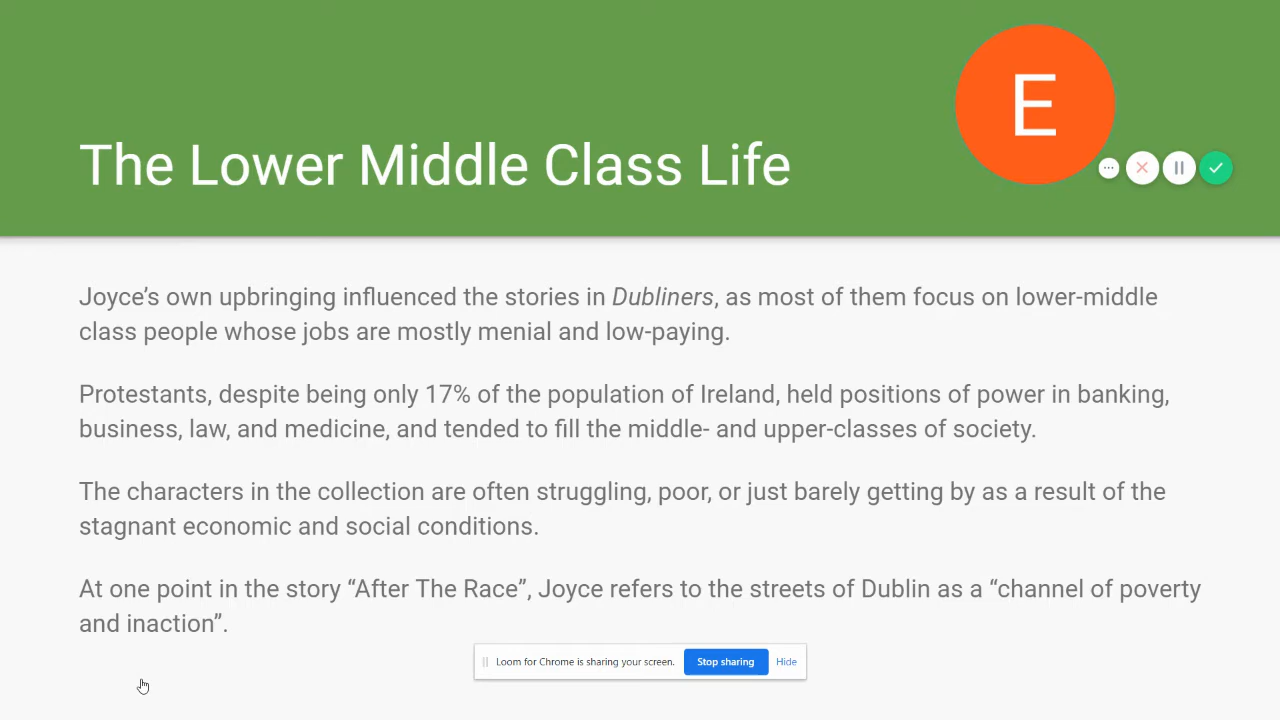 E
The Lower Middle Class Life
Joyce’s own upbringing influenced the stories in Dubliners, as most of them focus on lower-middle
class people whose jobs are mostly menial and low-paying.
Protestants, despite being only 17% of the population of Ireland, held positions of power in banking,
business, law, and medicine, and tended to fill the middle- and upper-classes of society.
The characters in the collection are often struggling, poor, or just barely getting by as a result of the
stagnant economic and social conditions.
At one point in the story “After The Race”, Joyce refers to the streets of Dublin as a “channel of poverty
and inaction”.
Loom for Chrome is sharing your screen. Stop sharing Hide